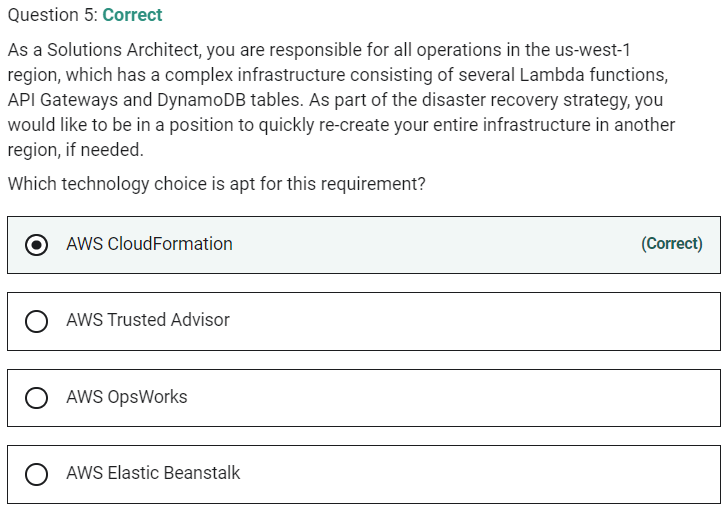 Question 5: Correct
As a Solutions Architect, you are responsible for all operations in the us-west-1
region, which has a complex infrastructure consisting of several Lambda functions,
API Gateways and DynamoDB tables. As part of the disaster recovery strategy, you
would like to be in a position to quickly re-create your entire infrastructure in another
region, if needed.
Which technology choice is apt for this requirement?
AWS CloudFormation (Correct)
AWS Trusted Advisor
AWS OpsWorks
AWS Elastic Beanstalk